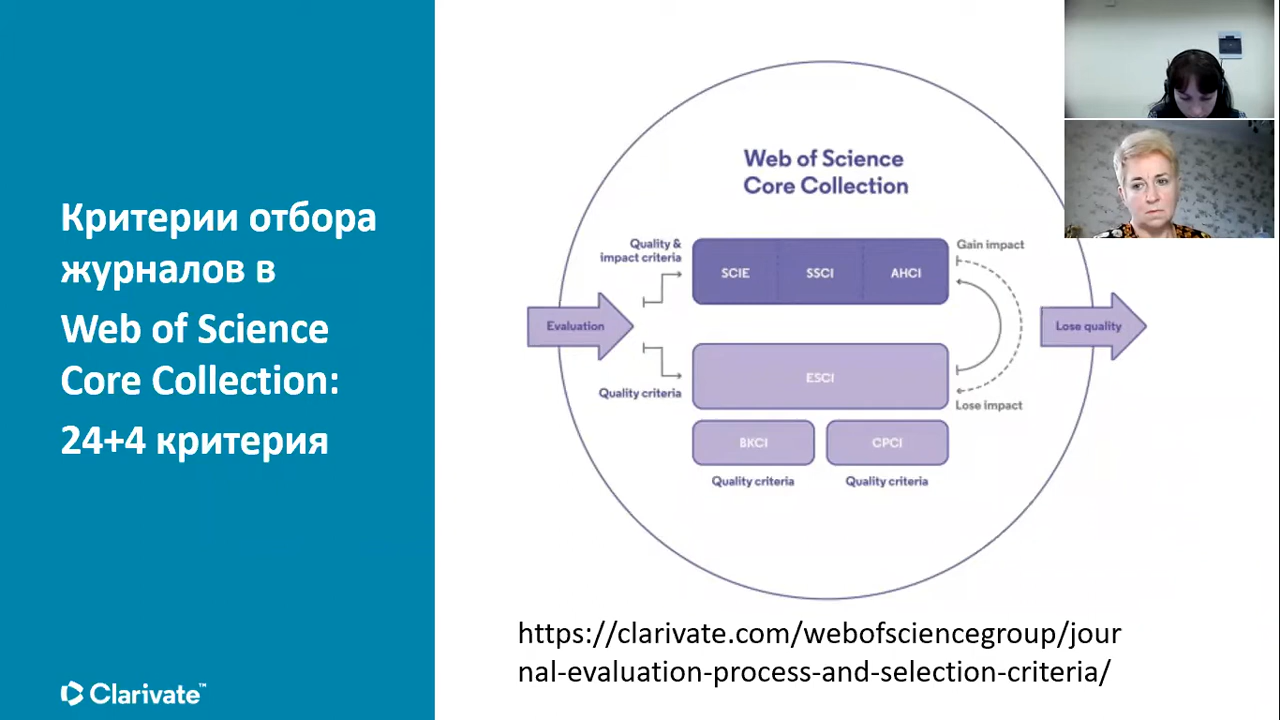 Критерии отбора
журналов в
Web of Science
Core Collection:
24+4 критерия
Clarivate™
Web of Science
Core Collection
Quality &
impact criteria
SCIE
SSCI
AHCI
Gain impact
Evaluation
Lose quality
ESCI
Quality criteria
Lose impact
BKCI
CPCI
Quality criteria
Quality criteria
https://clarivate.com/webofsciencegroup/jour
nal-evaluation-process-and-selection-criteria/